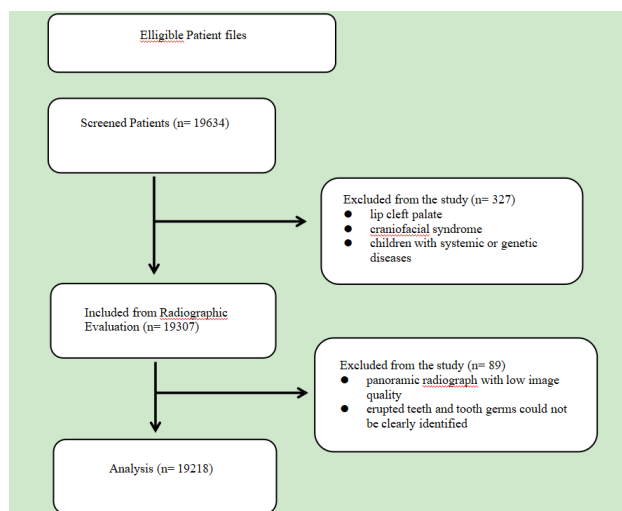 Elligible Patient files
Screened Patients (n= 19634)
Excluded from the study (n= 327)
● lip cleft palate
● craniofacial syndrome
● children with systemic or genetic
diseases
Included from Radiographic
Evaluation (n= 19307)
Excluded from the study (n= 89)
● panoramic radiograph with low image
quality
● erupted teeth and tooth germs could not
be clearly identified
Analysis (n= 19218)